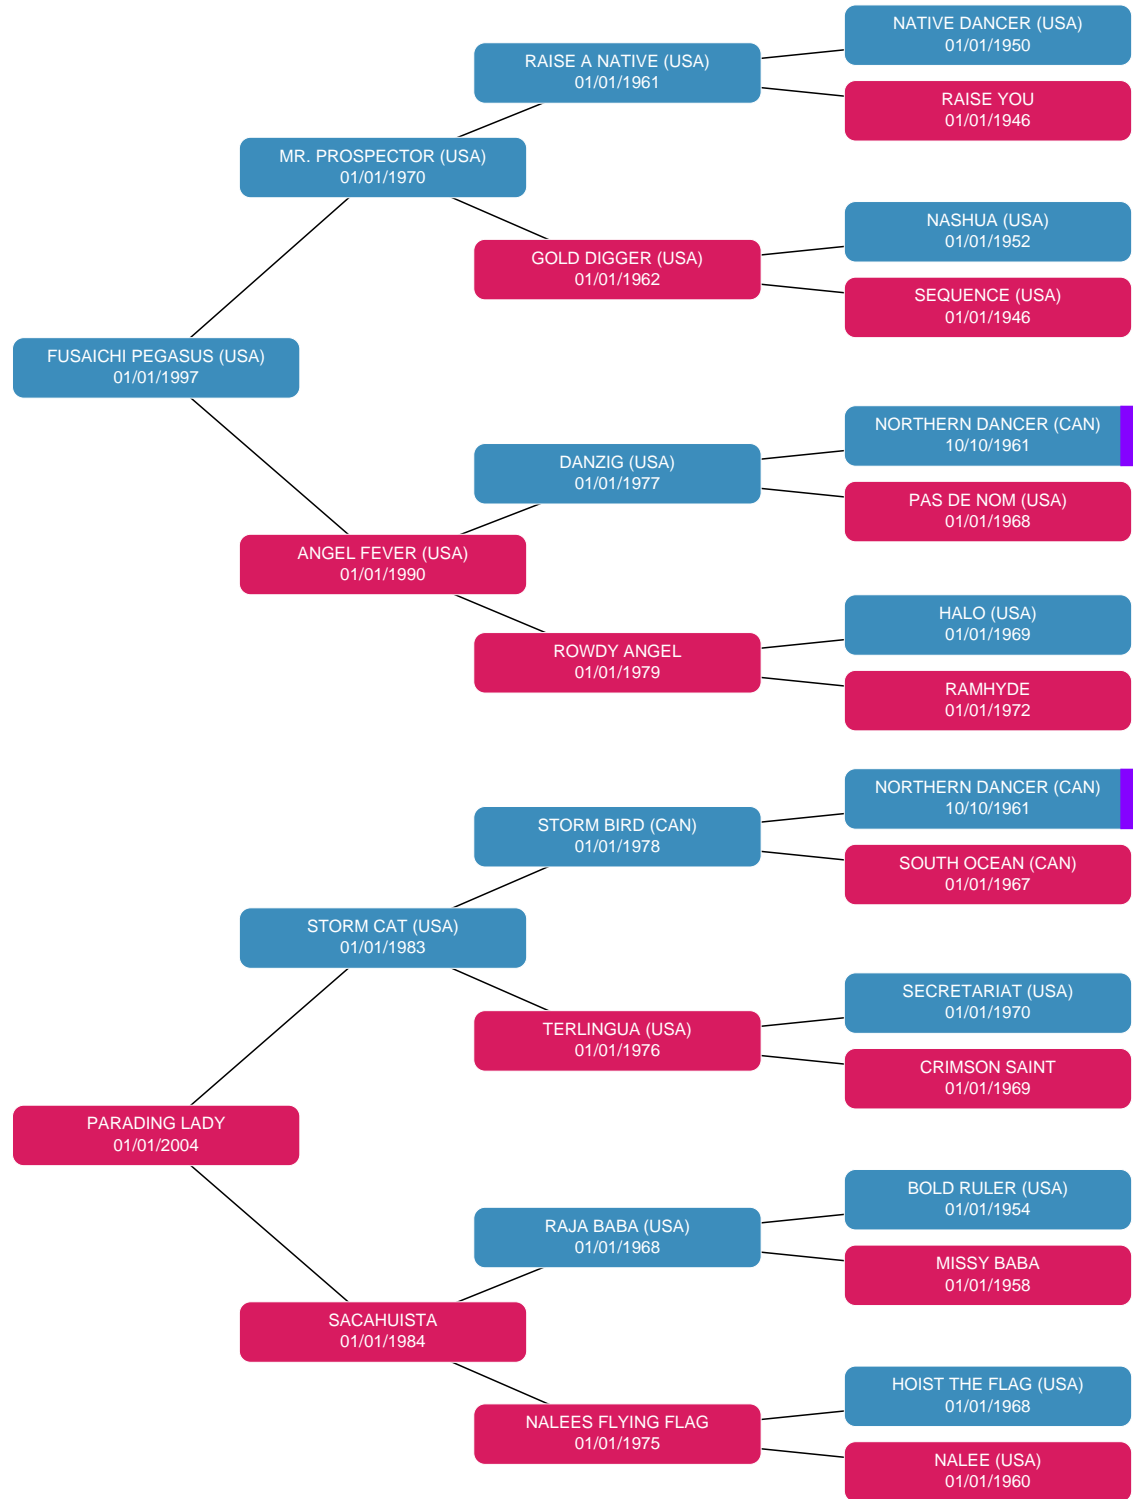 NATIVE DANCER (USA)
01/01/1950
RAISE A NATIVE (USA)
01/01/1961
RAISE YOU
01/01/1946
MR. PROSPECTOR (USA)
01/01/1970
NASHUA (USA)
01/01/1952
GOLD DIGGER (USA)
01/01/1962
SEQUENCE (USA)
01/01/1946
FUSAICHI PEGASUS (USA)
01/01/1997
NORTHERN DANCER (CAN)
10/10/1961
DANZIG (USA)
01/01/1977
PAS DE NOM (USA)
01/01/1968
ANGEL FEVER (USA)
01/01/1990
HALO (USA)
01/01/1969
ROWDY ANGEL
01/01/1979
RAMHYDE
01/01/1972
NORTHERN DANCER (CAN)
10/10/1961
STORM BIRD (CAN)
01/01/1978
SOUTH OCEAN (CAN)
01/01/1967
STORM CAT (USA)
01/01/1983
SECRETARIAT (USA)
01/01/1970
TERLINGUA (USA)
01/01/1976
CRIMSON SAINT
01/01/1969
PARADING LADY
01/01/2004
BOLD RULER (USA)
01/01/1954
RAJA BABA (USA)
01/01/1968
MISSY BABA
01/01/1958
SACAHUISTA
01/01/1984
HOIST THE FLAG (USA)
01/01/1968
NALEES FLYING FLAG
01/01/1975
NALEE (USA)
01/01/1960